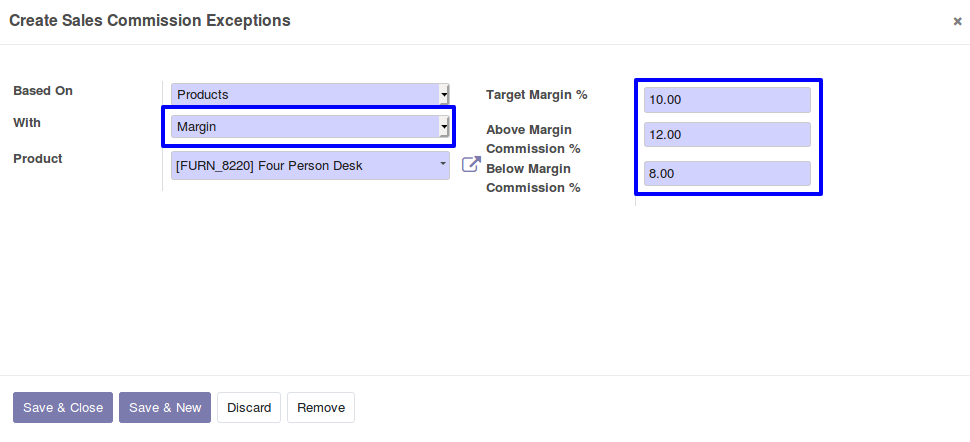 Create Sales Commission Exceptions ×
Based On Products
With Margin
Product [FURN_8220] Four Person Desk
Target Margin % 10.00
Above Margin
Commission % 12.00
Below Margin
Commission % 8.00
Save & Close Save & New Discard Remove